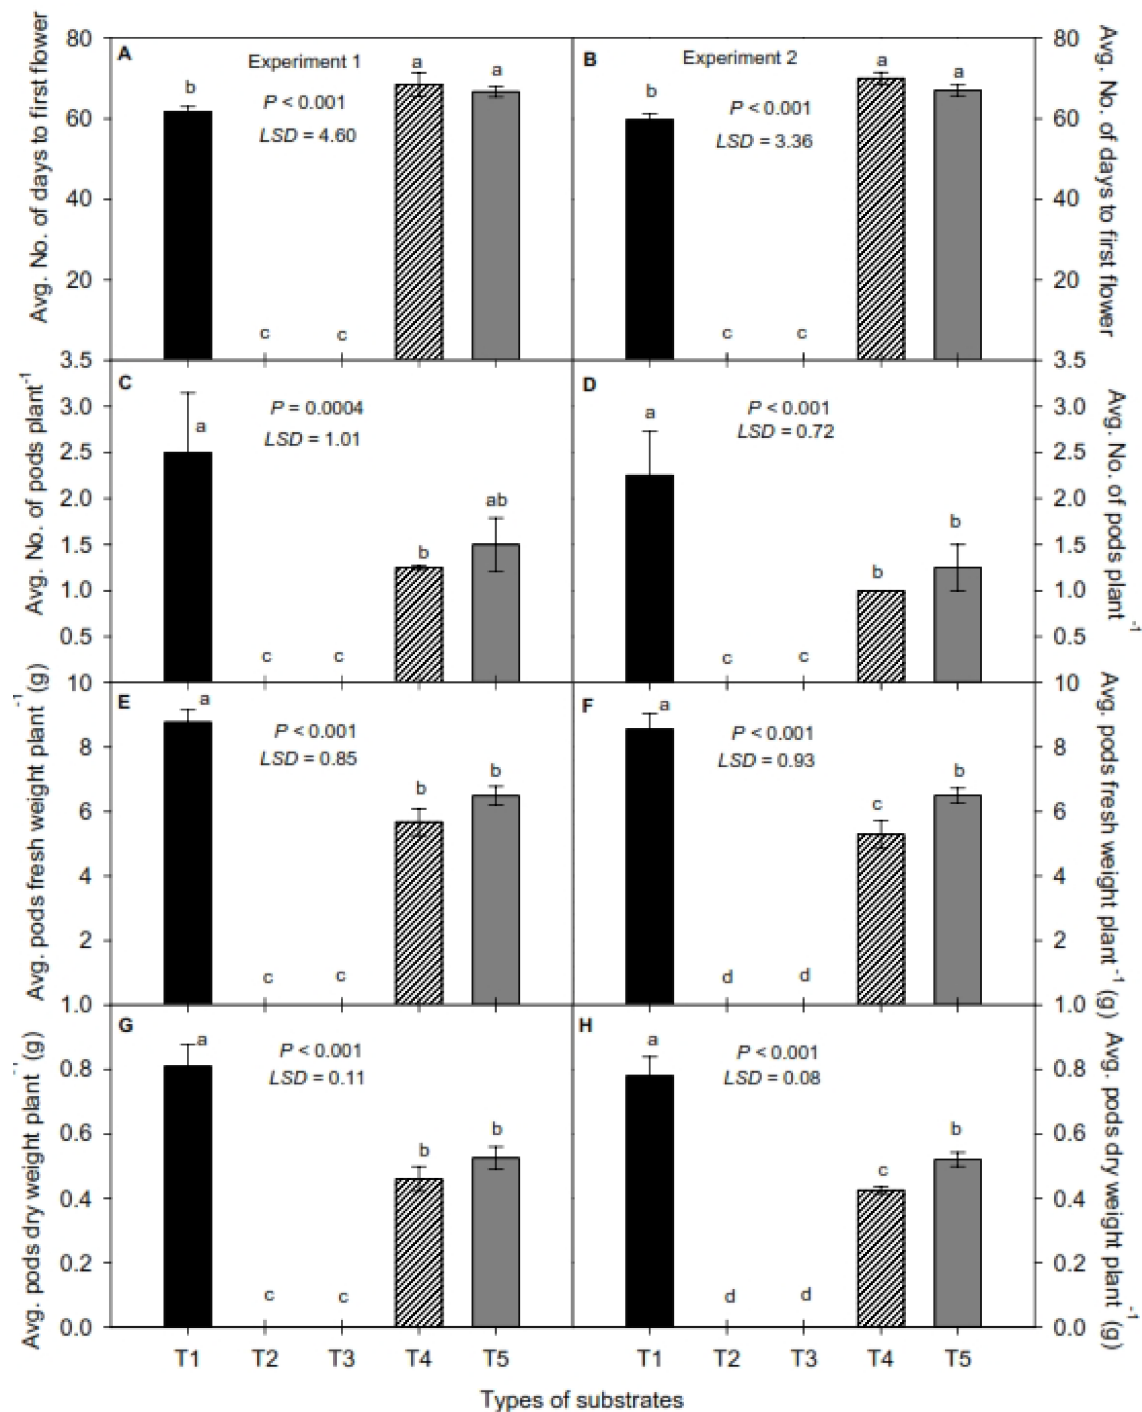 A
Experiment 1
P < 0.001
LSD = 4.60
b
c
c
a
a
B
Experiment 2
P < 0.001
LSD = 3.36
b
c
c
a
a
80
60
40
20
80
60
40
20
Avg. No. of days to first flower
Avg. No. of days to first flower
C
P = 0.0004
LSD = 1.01
a
c
c
b
ab
D
P < 0.001
LSD = 0.72
a
c
c
b
b
3.5
3.0
2.5
2.0
1.5
1.0
0.5
3.5
3.0
2.5
2.0
1.5
1.0
0.5
Avg. No. of pods plant⁻¹
Avg. No. of pods plant⁻¹
E
P < 0.001
LSD = 0.85
a
c
c
b
b
F
P < 0.001
LSD = 0.93
a
d
d
c
b
10
8
6
4
2
10
8
6
4
2
Avg. pods fresh weight plant⁻¹ (g)
Avg. pods fresh weight plant⁻¹ (g)
G
P < 0.001
LSD = 0.11
a
c
c
b
b
H
P < 0.001
LSD = 0.08
a
d
d
c
b
1.0
0.8
0.6
0.4
0.2
0.0
1.0
0.8
0.6
0.4
0.2
0.0
Avg. pods dry weight plant⁻¹ (g)
Avg. pods dry weight plant⁻¹ (g)
T1 T2 T3 T4 T5 T1 T2 T3 T4 T5
Types of substrates